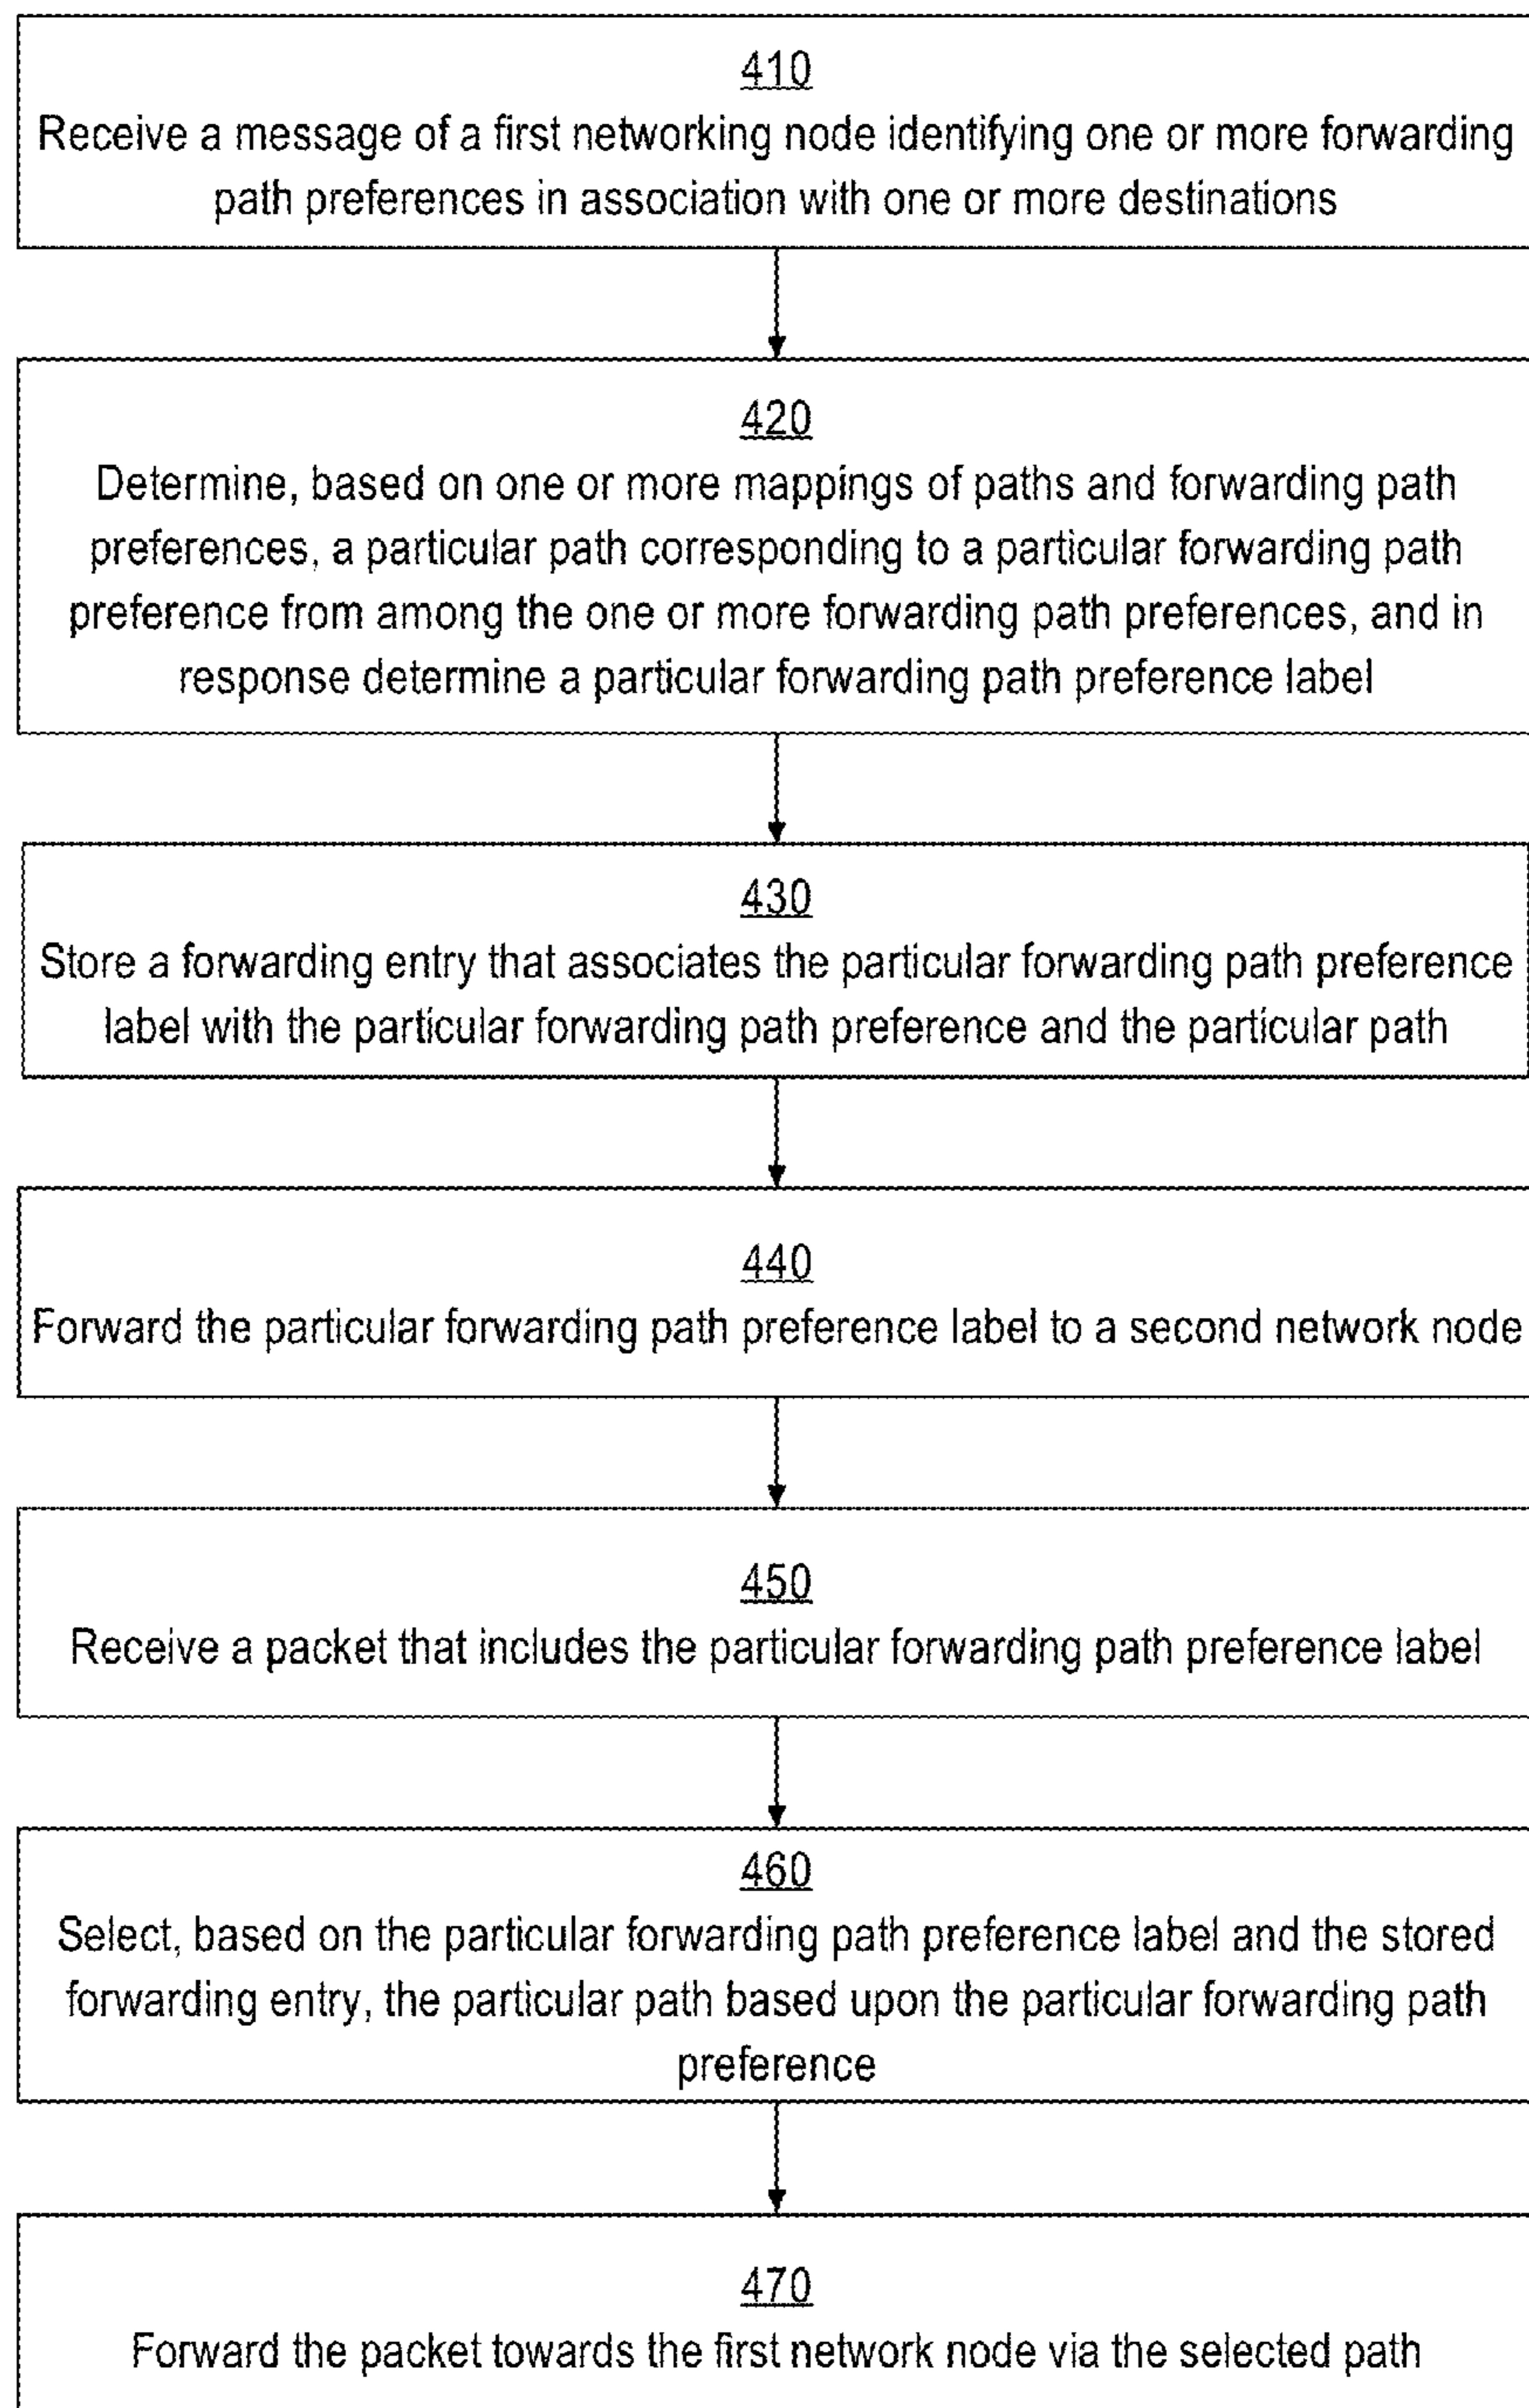 410
Receive a message of a first networking node identifying one or more forwarding
path preferences in association with one or more destinations
420
Determine, based on one or more mappings of paths and forwarding path
preferences, a particular path corresponding to a particular forwarding path
preference from among the one or more forwarding path preferences, and in
response determine a particular forwarding path preference label
430
Store a forwarding entry that associates the particular forwarding path preference
label with the particular forwarding path preference and the particular path
440
Forward the particular forwarding path preference label to a second network node
450
Receive a packet that includes the particular forwarding path preference label
460
Select, based on the particular forwarding path preference label and the stored
forwarding entry, the particular path based upon the particular forwarding path
preference
470
Forward the packet towards the first network node via the selected path